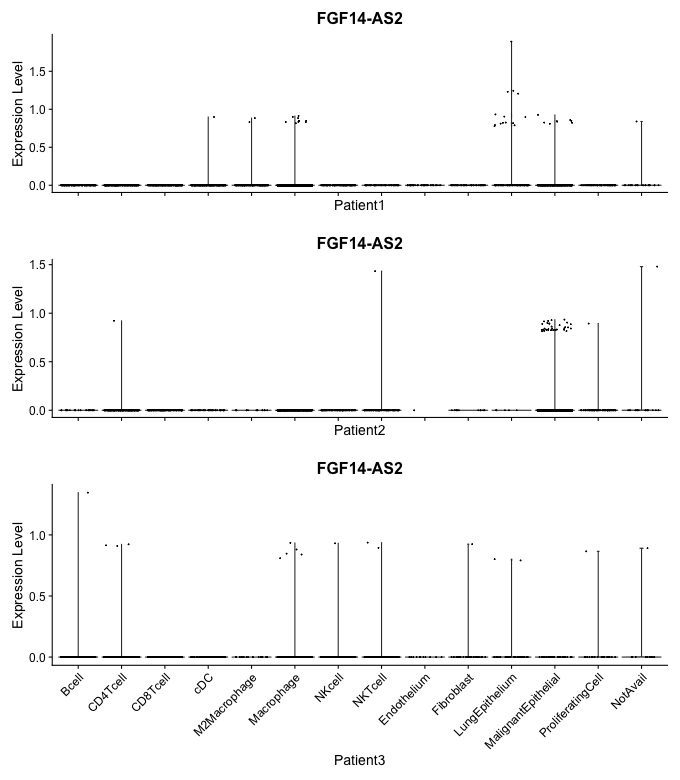 FGF14-AS2
Expression Level
1.5
1.0
0.5
0.0
Patient1
FGF14-AS2
Expression Level
1.5
1.0
0.5
0.0
Patient2
FGF14-AS2
Expression Level
1.0
0.5
0.0
Bcell
CD4Tcell
CD8Tcell
cDC
M2Macrophage
Macrophage
NKcell
NKTcell
Endothelium
Fibroblast
LungEpithelium
MalignantEpithelial
ProliferatingCell
NotAvail
Patient3